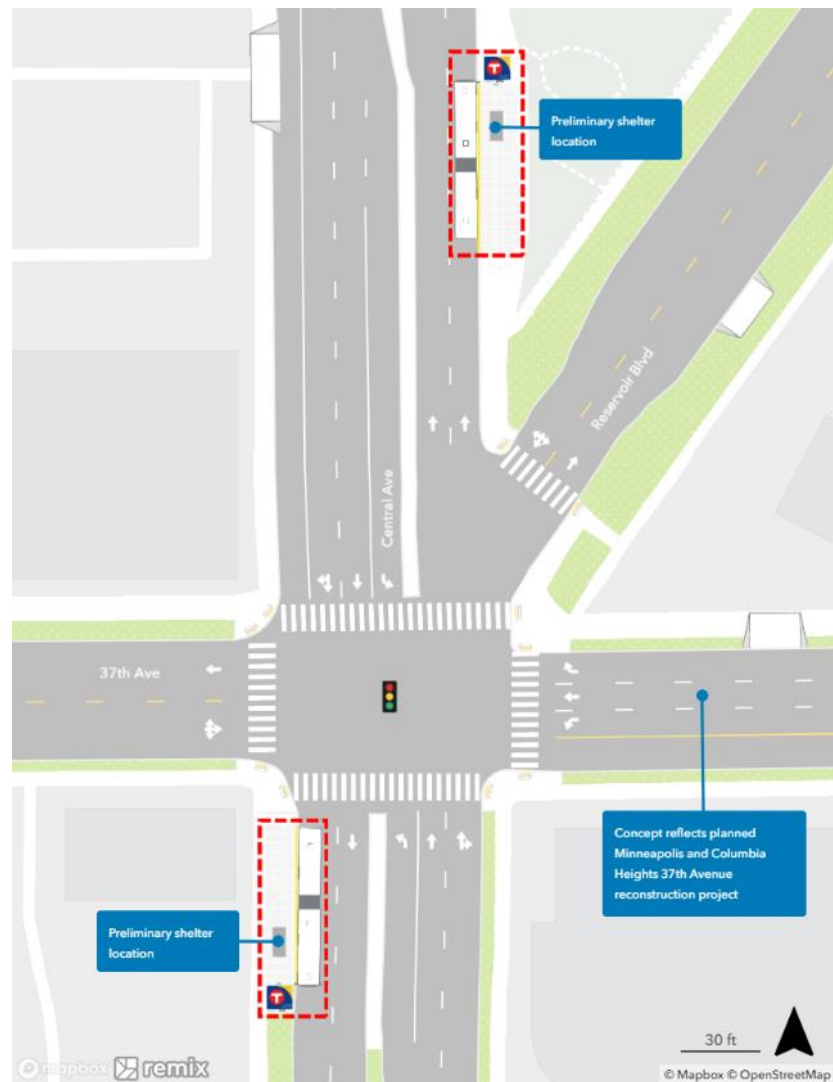 Preliminary shelter
location
Reservoir Blvd
Central Ave
37th Ave
Concept reflects planned
Minneapolis and Columbia
Heights 37th Avenue
reconstruction project
Preliminary shelter
location
T
T
30 ft
mapbox remix
© Mapbox © OpenStreetMap